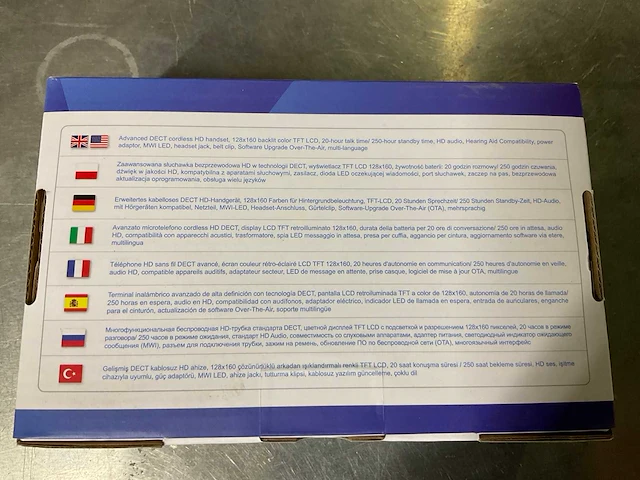 Advanced DECT cordless HD handset, 128x160 backlit color TFT LCD, 20-hour talk time/ 250-hour standby time, HD audio, Hearing Aid Compatibility, power
adaptor, MWI LED, headset jack, belt clip, Software Upgrade Over-The-Air, multi-language
Zaawansowana słuchawka bezprzewodowa HD w technologii DECT, wyświetlacz TFT LCD 128x160, żywotność baterii: 20 godzin rozmowy/ 250 godzin czuwania,
dźwięk w jakości HD, kompatybilna z aparatami słuchowymi, zasilacz, dioda LED oczekującej wiadomości, port słuchawek, zaczep na pas, bezprzewodowa
aktualizacja oprogramowania, obsługa wielu języków
Erweitertes kabelloses DECT HD-Handgerät, 128x160 Farben für Hintergrundbeleuchtung, TFT-LCD, 20 Stunden Sprechzeit/ 250 Stunden Standby-Zeit, HD-Audio,
mit Hörgeräten kompatibel, Netzteil, MWI-LED, Headset-Anschluss, Gürtelclip, Software-Upgrade Over-The-Air (OTA), mehrsprachig
Avanzato microtelefono cordless HD DECT, display LCD TFT retroilluminato 128x160, durata della batteria per 20 ore di conversazione/ 250 ore in attesa, audio
HD, compatibilità con apparecchi acustici, trasformatore, spia LED messaggio in attesa, presa per cuffia, aggancio per cintura, aggiornamento software via etere,
multilingua
Téléphone HD sans fil DECT avancé, écran couleur rétro-éclairé LCD TFT, 128x160, 20 heures d'autonomie en communication/ 250 heures d'autonomie en veille,
audio HD, compatible appareils auditifs, adaptateur secteur, LED de message en attente, prise casque, logiciel de mise à jour OTA, multilingue
Terminal inalámbrico avanzado de alta definición con tecnología DECT, pantalla LCD retroiluminada TFT a color de 128x160, autonomía de 20 horas de llamada/
250 horas en espera, audio en HD, compatibilidad con audífonos, adaptador eléctrico, indicador LED de llamada en espera, entrada de auriculares, enganche
para el cinturón, actualización de software Over-The-Air, soporte multilingüe
Многофункциональная беспроводная HD-трубка стандарта DECT, цветной дисплей TFT LCD с подсветкой и разрешением 128x160 пикселей, 20 часов в режиме
разговора/ 250 часов в режиме ожидания, стандарт HD Audio, совместимость со слуховыми аппаратами, адаптер питания, светодиодный индикатор ожидающего
сообщения (MWI), разъем для подключения трубки, зажим на ремень, обновление ПО по беспроводной сети (OTA), многоязычный интерфейс
Gelişmiş DECT kablosuz HD ahize, 128x160 çözünürlüklü arkadan ışıklandırmalı renkli TFT LCD, 20 saat konuşma süresi / 250 saat bekleme süresi, HD ses, işitme
cihazıyla uyumlu, güç adaptörü, MWI LED, ahize jackı, tutturma klipsi, kablosuz yazılım güncelleme, çoklu dil